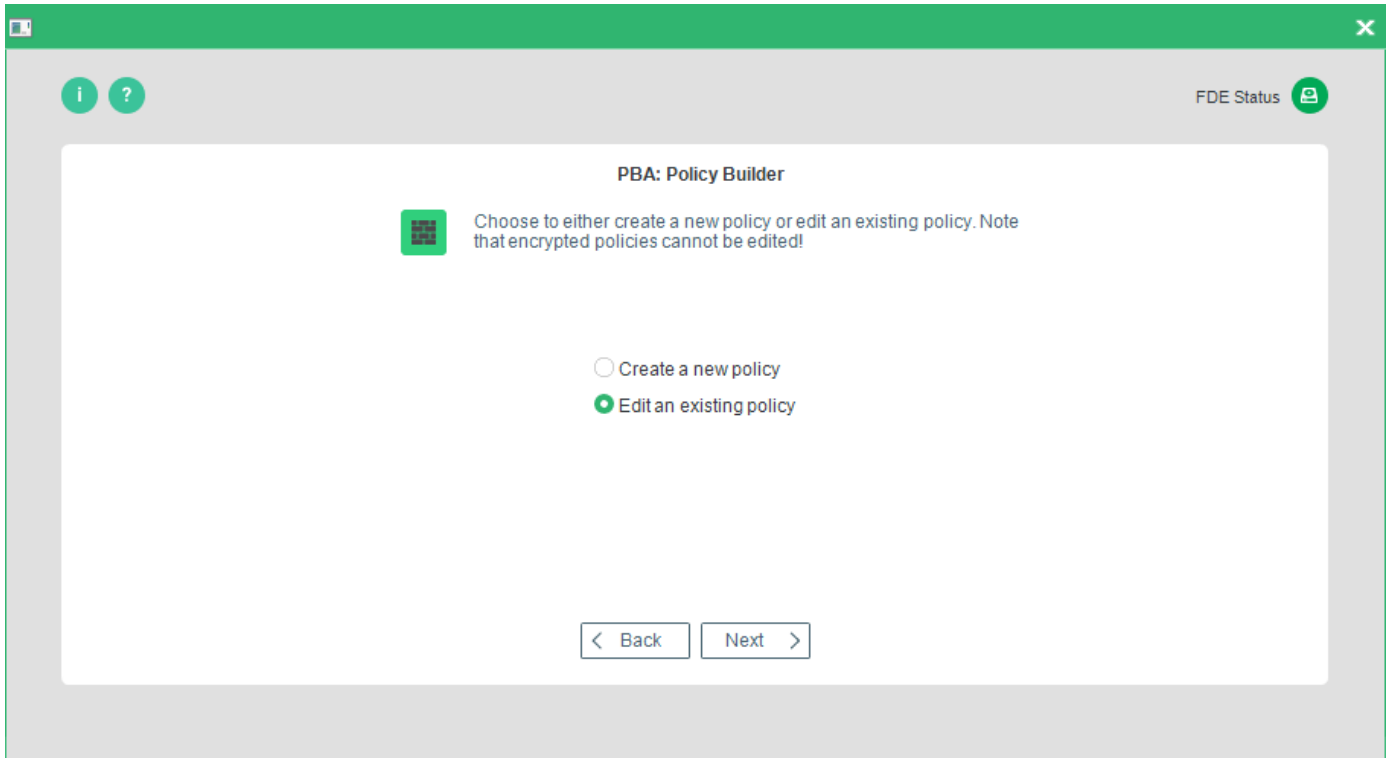 i ?
FDE Status
PBA: Policy Builder
Choose to either create a new policy or edit an existing policy. Note
that encrypted policies cannot be edited!
Create a new policy
Edit an existing policy
Back
Next